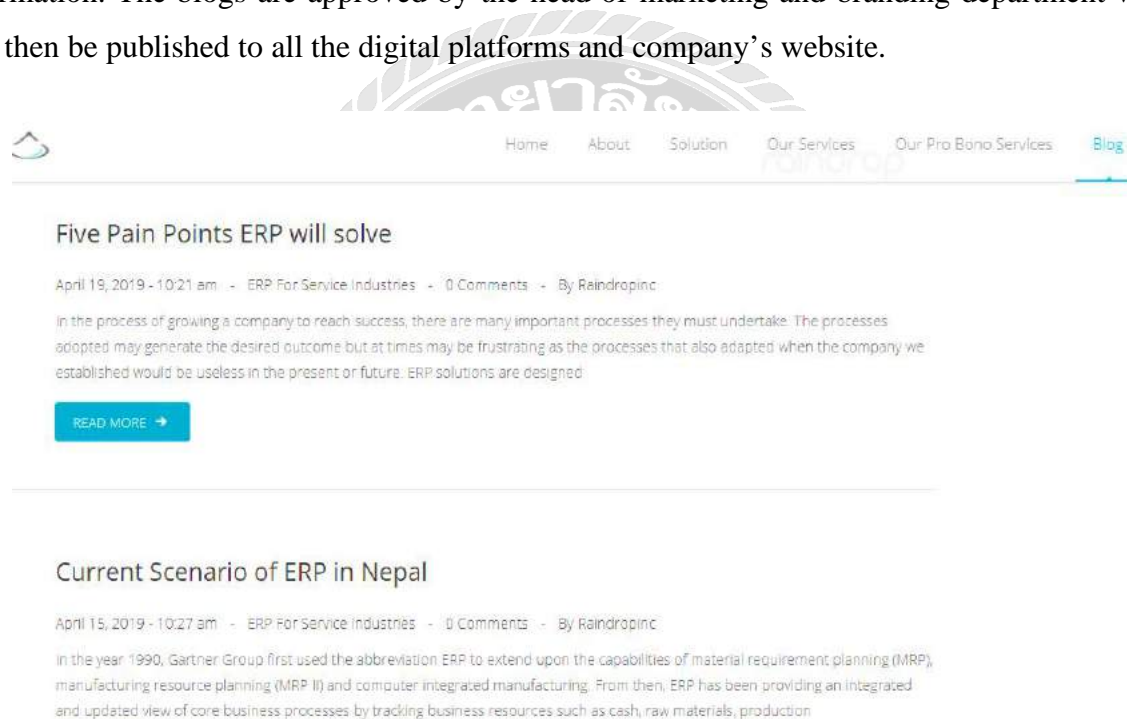 rmation. The blogs are approved by the head of marketing and branding department
then be published to all the digital platforms and company's website.
Home About Solution Our Services Our Pro Bono Services Blog
raindrop
Five Pain Points ERP will solve
April 19, 2019 - 10:21 am - ERP For Service Industries - 0 Comments - By Raindropinc
In the process of growing a company to reach success, there are many important processes they must undertake. The processes
adopted may generate the desired outcome but at times may be frustrating as the processes that also adapted when the company we
established would be useless in the present or future. ERP solutions are designed
READ MORE →
Current Scenario of ERP in Nepal
April 15, 2019 - 10:27 am - ERP For Service Industries - 0 Comments - By Raindropinc
In the year 1990, Gartner Group first used the abbreviation ERP to extend upon the capabilities of material requirement planning (MRP),
manufacturing resource planning (MRP II) and computer integrated manufacturing. From then, ERP has been providing an integrated
and updated view of core business processes by tracking business resources such as cash, raw materials, production